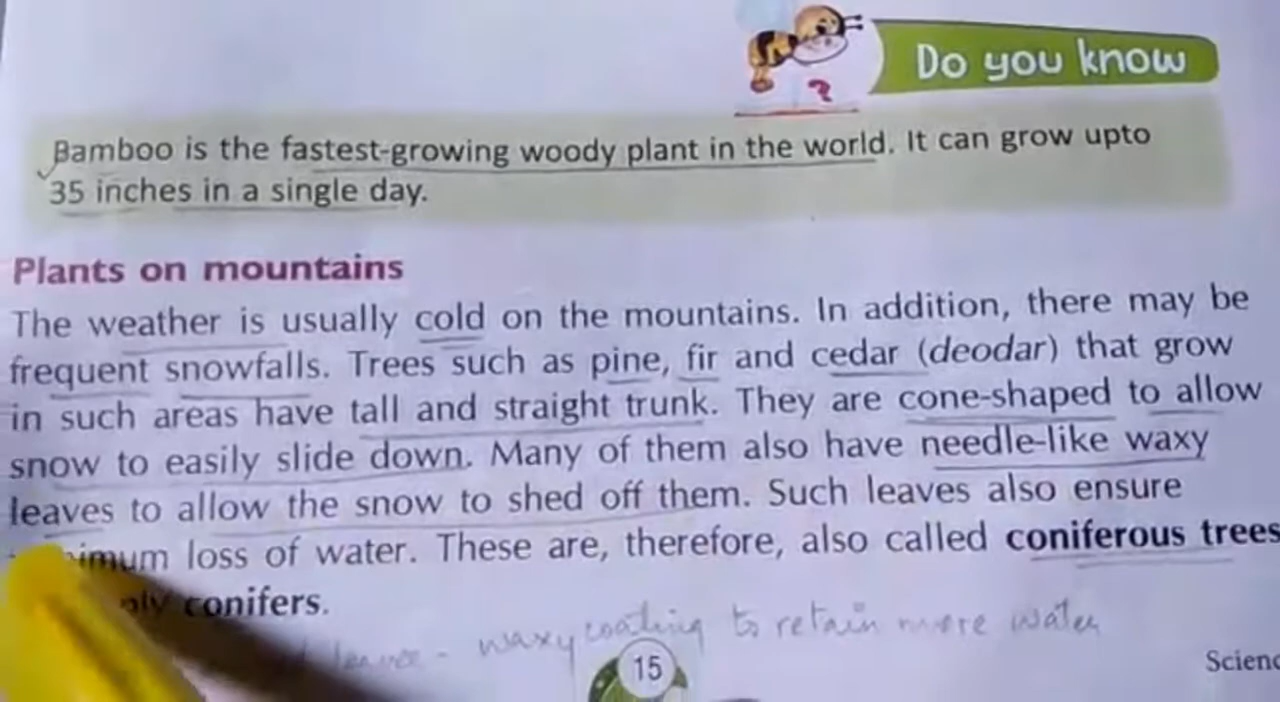 Do you know
?
Bamboo is the fastest-growing woody plant in the world. It can grow upto
35 inches in a single day.
Plants on mountains
The weather is usually cold on the mountains. In addition, there may be
frequent snowfalls. Trees such as pine, fir and cedar (deodar) that grow
in such areas have tall and straight trunk. They are cone-shaped to allow
snow to easily slide down. Many of them also have needle-like waxy
leaves to allow the snow to shed off them. Such leaves also ensure
loss of water. These are, therefore, also called coniferous trees
conifers.
leaves - waxy coating to retain more water
15